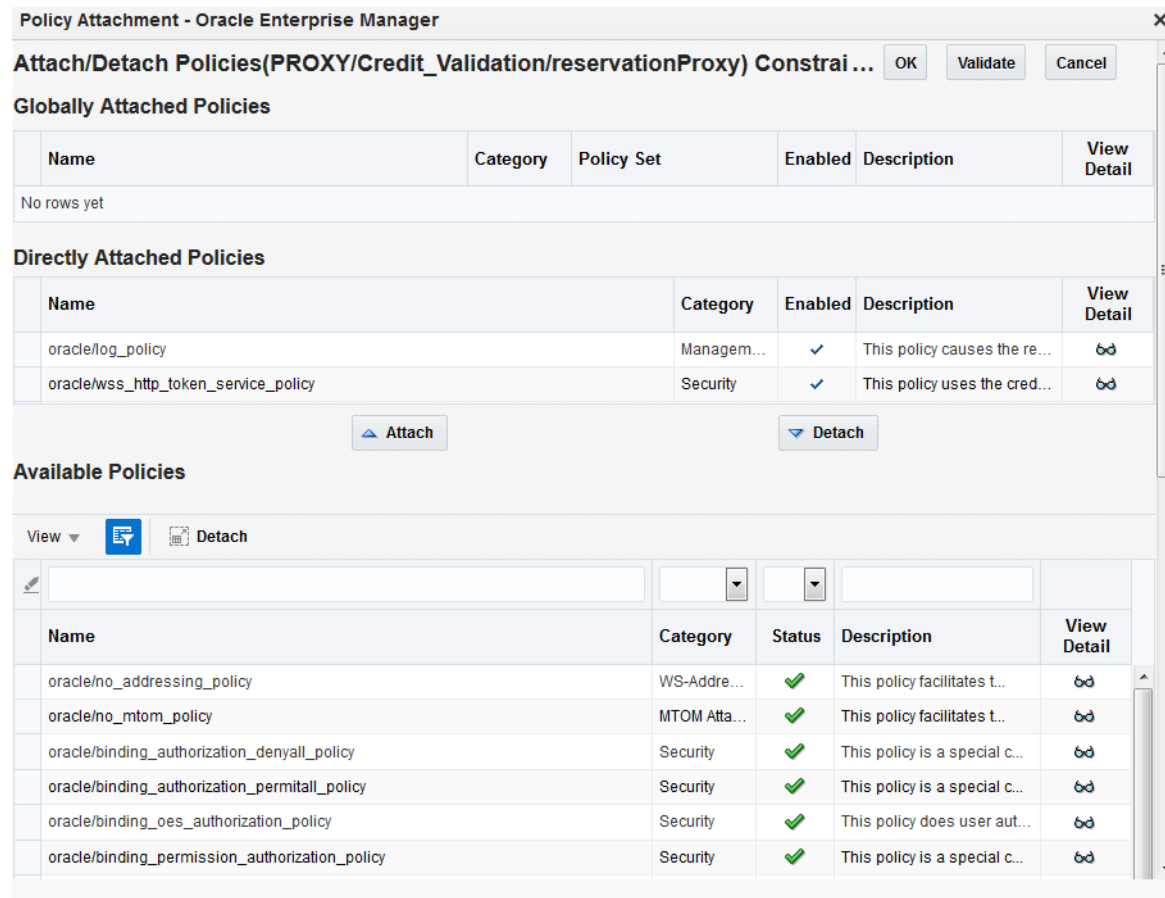 Policy Attachment - Oracle Enterprise Manager
Attach/Detach Policies(PROXY/Credit_Validation/reservationProxy) Constrai ... OK Validate Cancel
Globally Attached Policies
Name Category Policy Set Enabled Description View Detail
No rows yet
Directly Attached Policies
Name Category Enabled Description View Detail
oracle/log_policy Managem... This policy causes the re...
oracle/wss_http_token_service_policy Security This policy uses the cred...
Attach Detach
Available Policies
View Detach
Name Category Status Description View Detail
oracle/no_addressing_policy WS-Addre... This policy facilitates t...
oracle/no_mtom_policy MTOM Atta... This policy facilitates t...
oracle/binding_authorization_denyall_policy Security This policy is a special c...
oracle/binding_authorization_permitall_policy Security This policy is a special c...
oracle/binding_oes_authorization_policy Security This policy does user aut...
oracle/binding_permission_authorization_policy Security This policy is a special c...